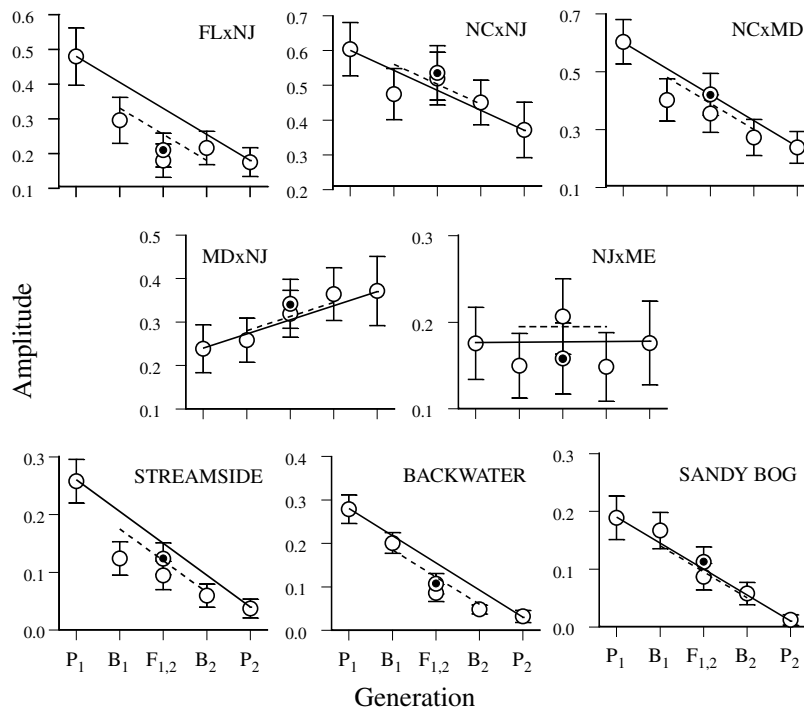 FLxNJ
0.6
0.5
0.4
0.3
0.2
0.1
NCxNJ
0.7
0.6
0.5
0.4
0.3
0.2
NCxMD
0.7
0.5
0.3
0.1
Amplitude
MDxNJ
0.5
0.4
0.3
0.2
0.1
NJxME
0.3
0.2
0.1
STREAMSIDE
0.3
0.2
0.1
0.0
P₁ B₁ F₁,₂ B₂ P₂
BACKWATER
0.4
0.3
0.2
0.1
0.0
P₁ B₁ F₁,₂ B₂ P₂
SANDY BOG
0.3
0.2
0.1
0.0
P₁ B₁ F₁,₂ B₂ P₂
Generation